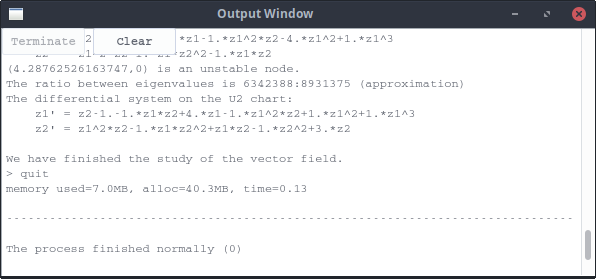 Output Window
Terminate Clear
2 *z1-1.*z1^2*z2-4.*z1^2+1.*z1^3
z1^2-1.*z1*z2
(4.28762526163747,0) is an unstable node.
The ratio between eigenvalues is 6342388:8931375 (approximation)
The differential system on the U2 chart:
z1' = z2-1.-1.*z1*z2+4.*z1-1.*z1^2*z2+1.*z1^2+1.*z1^3
z2' = z1^2*z2-1.*z1*z2^2+z1*z2-1.*z2^2+3.*z2
We have finished the study of the vector field.
> quit
memory used=7.0MB, alloc=40.3MB, time=0.13
-------------------------------------------------------------------------------
The process finished normally (0)